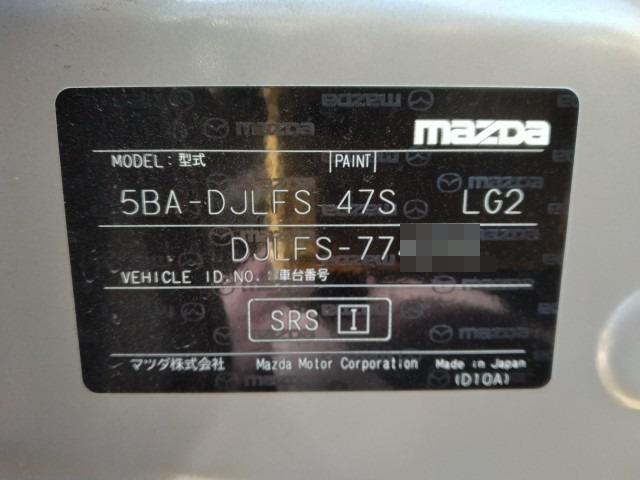 mazda
MODEL: 型式 PAINT
5BA-DJLFS 47S LG2
DJLFS-77
VEHICLE ID.NO. 車台番号
SRS I
マツダ株式会社 Mazda Motor Corporation Made in Japan
(D10A)